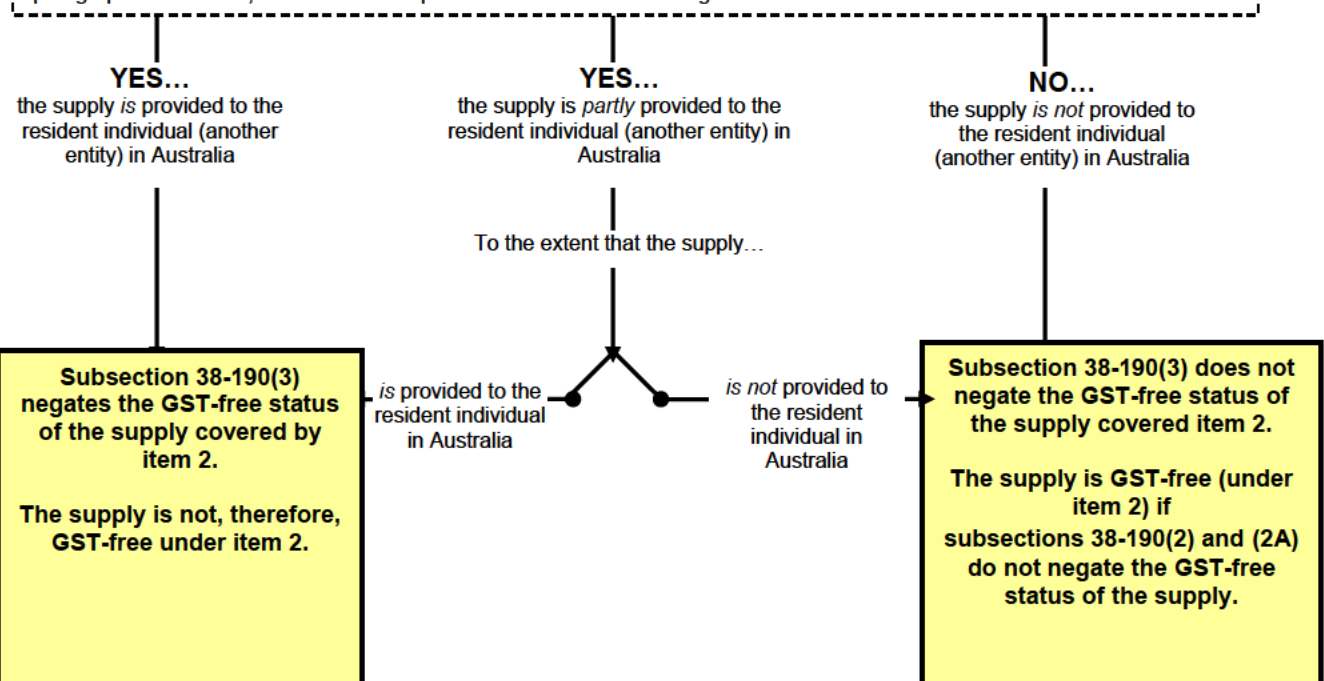 YES…
the supply is provided to the
resident individual (another
entity) in Australia
YES…
the supply is partly provided to the
resident individual (another entity) in
Australia
NO…
the supply is not provided to
the resident individual
(another entity) in Australia
To the extent that the supply…
is provided to the
resident individual
in Australia
is not provided to
the resident
individual in
Australia
Subsection 38-190(3)
negates the GST-free status
of the supply covered by
item 2.
The supply is not, therefore,
GST-free under item 2.
Subsection 38-190(3) does not
negate the GST-free status of
the supply covered item 2.
The supply is GST-free (under
item 2) if
subsections 38-190(2) and (2A)
do not negate the GST-free
status of the supply.